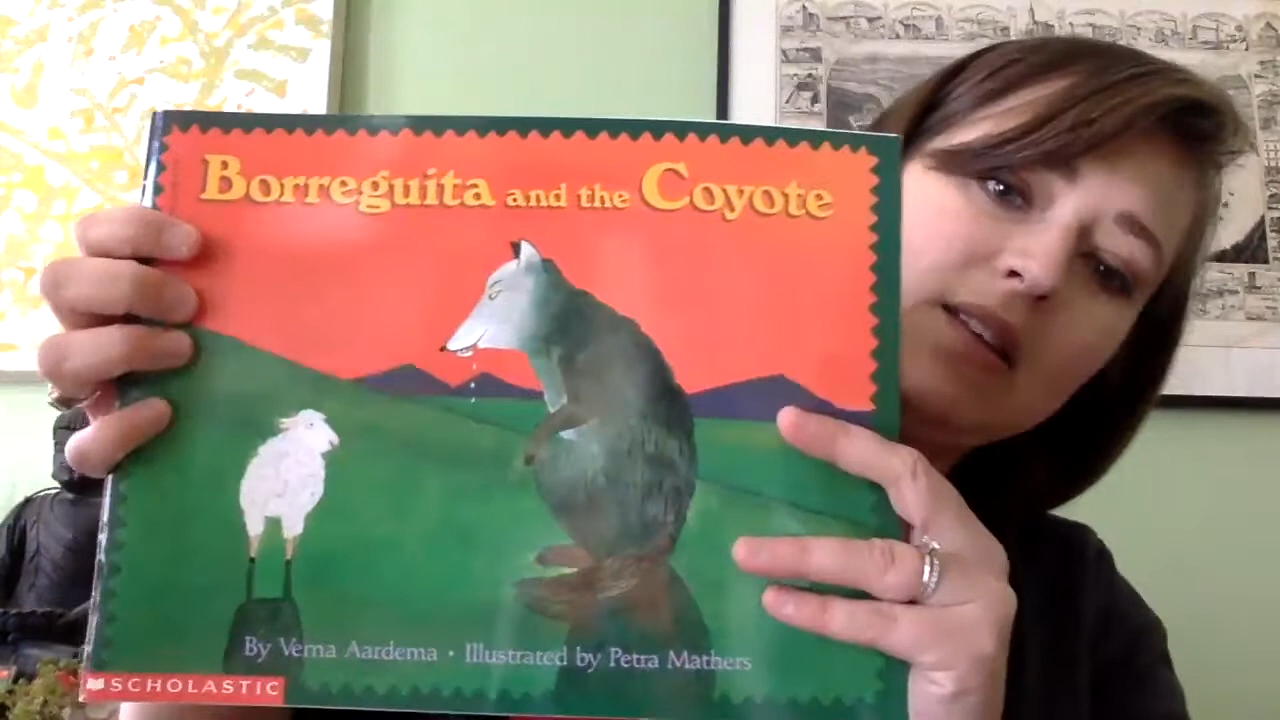 Borreguita and the Coyote
By Verna Aardema • Illustrated by Petra Mathers
SCHOLASTIC